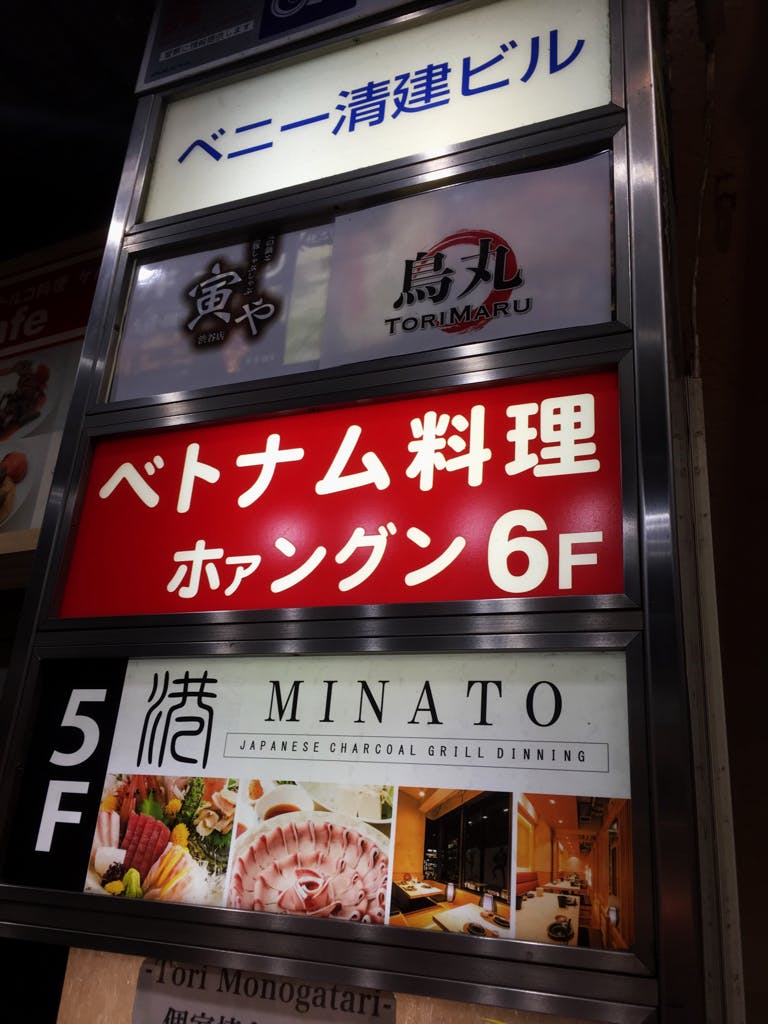 ベニー清建ビル
寅や
渋谷店
鳥丸
TORIMARU
ベトナム料理
ホァングン 6F
5F
港 MINATO
JAPANESE CHARCOAL GRILL DINNING
-Tori Monogatari-